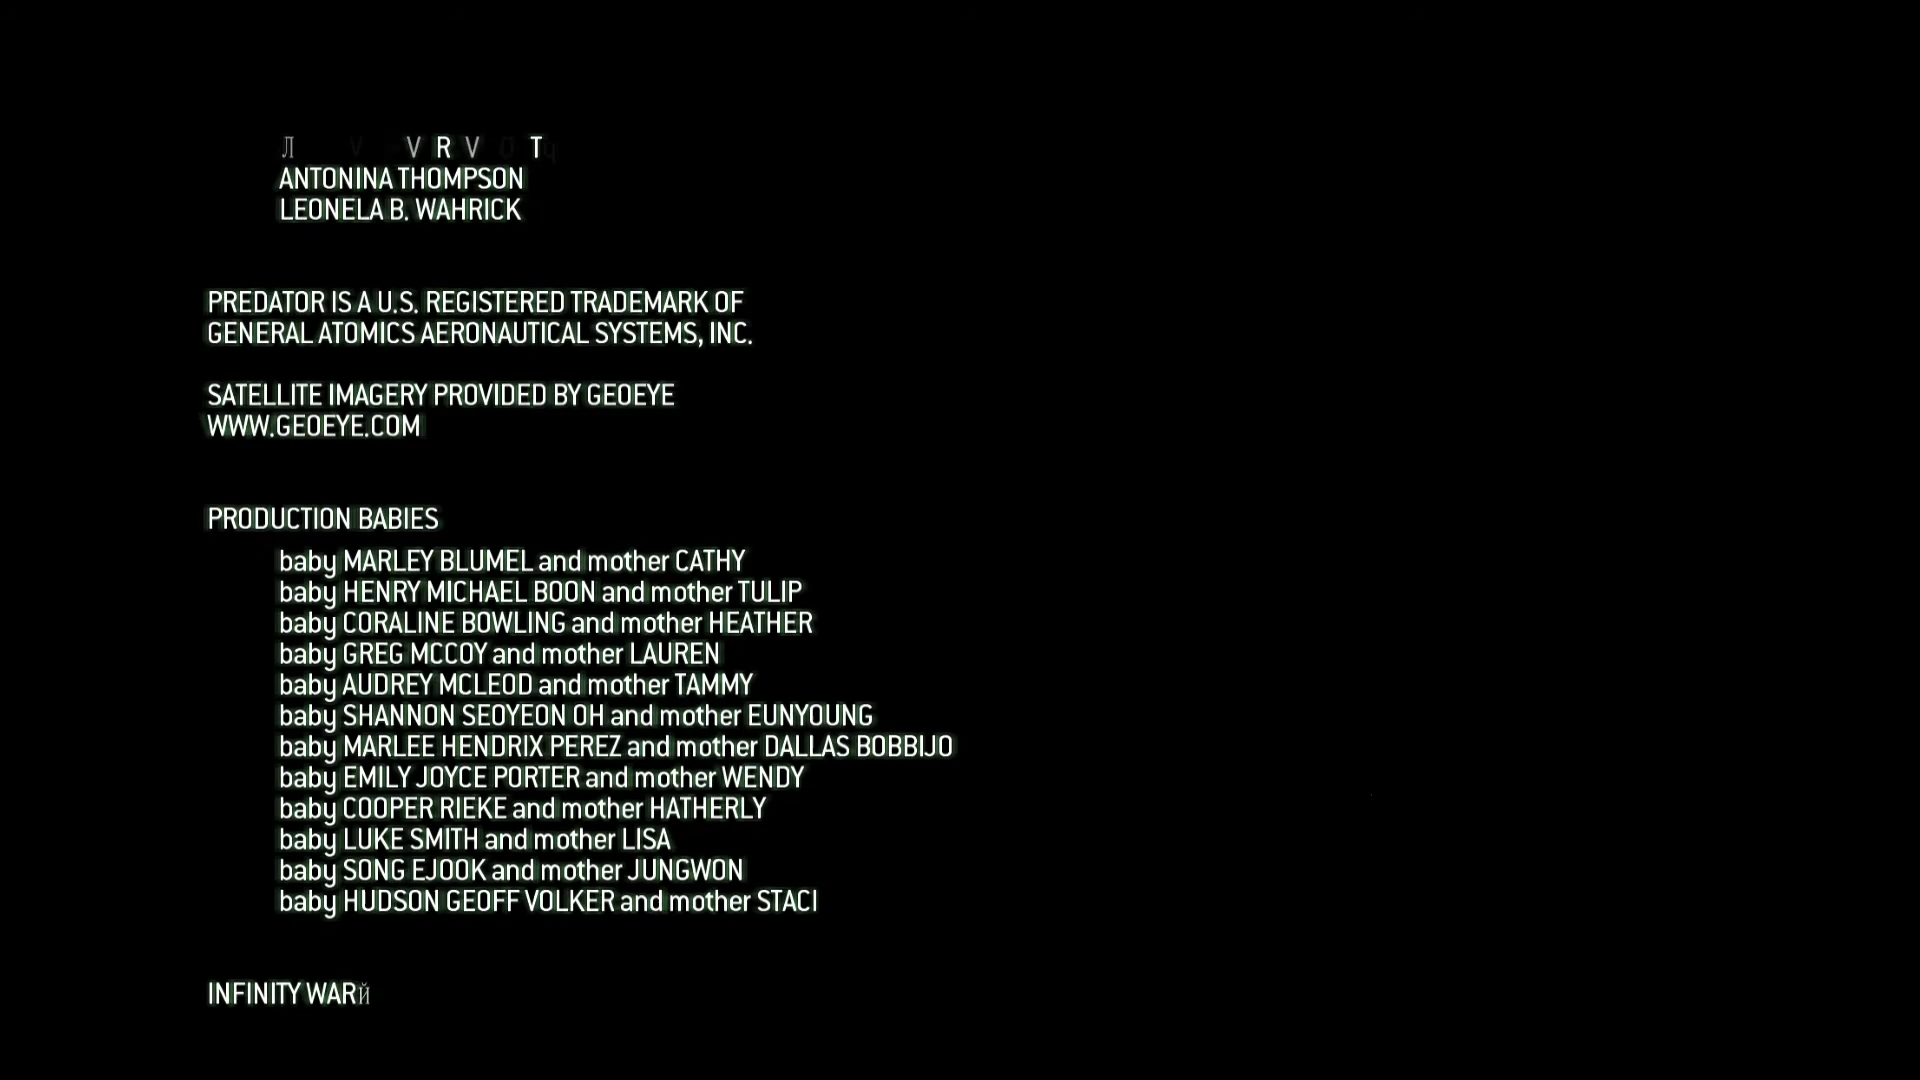 ANTONINA THOMPSON
LEONELA B. WAHRICK
PREDATOR IS A U.S. REGISTERED TRADEMARK OF
GENERAL ATOMICS AERONAUTICAL SYSTEMS, INC.
SATELLITE IMAGERY PROVIDED BY GEOEYE
WWW.GEOEYE.COM
PRODUCTION BABIES
baby MARLEY BLUMEL and mother CATHY
baby HENRY MICHAEL BOON and mother TULIP
baby CORALINE BOWLING and mother HEATHER
baby GREG MCCOY and mother LAUREN
baby AUDREY MCLEOD and mother TAMMY
baby SHANNON SEOYEON OH and mother EUNYOUNG
baby MARLEE HENDRIX PEREZ and mother DALLAS BOBBIJO
baby EMILY JOYCE PORTER and mother WENDY
baby COOPER RIEKE and mother HATHERLY
baby LUKE SMITH and mother LISA
baby SONG EJOOK and mother JUNGWON
baby HUDSON GEOFF VOLKER and mother STACI
INFINITY WARй